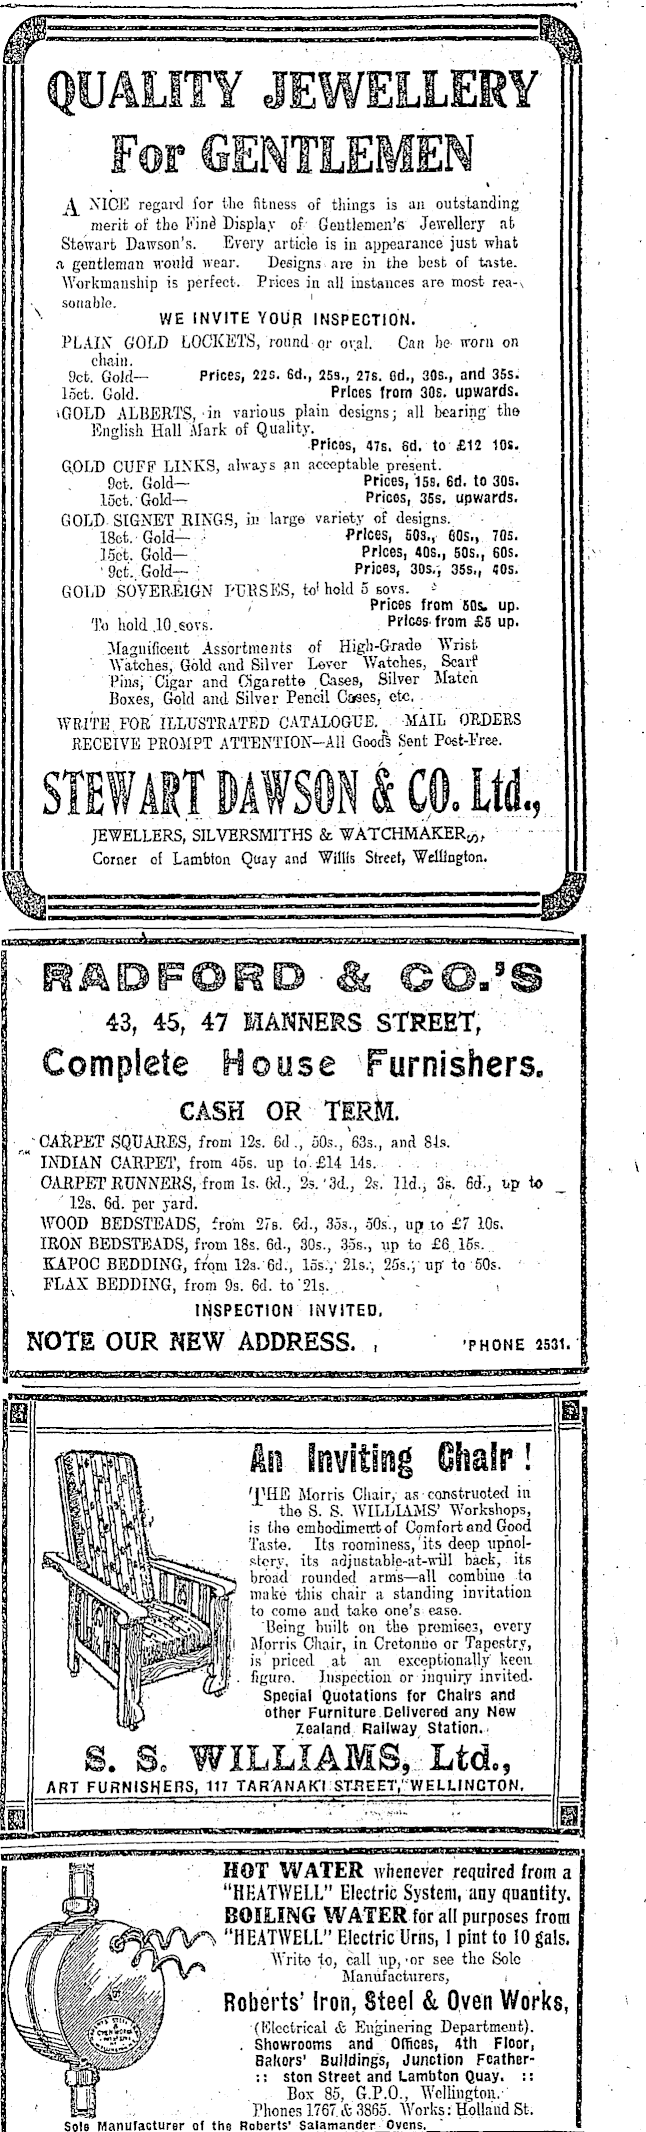 QUALITY JEWELLERY
For GENTLEMEN
A NICE regard for the fitness of things is an outstanding
merit of the Fine Display of Gentlemen's Jewellery at
Stewart Dawson's. Every article is in appearance just what
a gentleman would wear. Designs are in the best of taste.
Workmanship is perfect. Prices in all instances are most rea-
sonable.
WE INVITE YOUR INSPECTION.
PLAIN GOLD LOCKETS, round or oval. Can be worn on
chain.
9ct. Gold— Prices, 22s. 6d., 25s., 27s. 6d., 30s., and 35s.
15ct. Gold. Prices from 30s. upwards.
GOLD ALBERTS, in various plain designs; all bearing the
English Hall Mark of Quality.
Prices, 47s. 6d. to £12 10s.
GOLD CUFF LINKS, always an acceptable present.
9ct. Gold— Prices, 15s. 6d. to 30s.
15ct. Gold— Prices, 35s. upwards.
GOLD SIGNET RINGS, in large variety of designs.
18ct. Gold— Prices, 50s., 60s., 70s.
15ct. Gold— Prices, 40s., 50s., 60s.
9ct. Gold— Prices, 30s., 35s., 40s.
GOLD SOVEREIGN PURSES, to hold 5 sovs.
Prices from 50s. up.
To hold 10 sovs. Prices from £5 up.
Magnificent Assortments of High-Grade Wrist
Watches, Gold and Silver Lever Watches, Scarf
Pins, Cigar and Cigarette Cases, Silver Match
Boxes, Gold and Silver Pencil Cases, etc.
WRITE FOR ILLUSTRATED CATALOGUE. MAIL ORDERS
RECEIVE PROMPT ATTENTION—All Goods Sent Post-Free.
STEWART DAWSON & CO. Ltd.,
JEWELLERS, SILVERSMITHS & WATCHMAKERS,
Corner of Lambton Quay and Willis Street, Wellington.
RADFORD & CO.'S
43, 45, 47 MANNERS STREET,
Complete House Furnishers.
CASH OR TERM.
CARPET SQUARES, from 12s. 6d., 50s., 63s., and 84s.
INDIAN CARPET, from 45s. up to £14 14s.
CARPET RUNNERS, from 1s. 6d., 2s. 3d., 2s. 11d., 3s. 6d., up to
12s. 6d. per yard.
WOOD BEDSTEADS, from 27s. 6d., 35s., 50s., up to £7 10s.
IRON BEDSTEADS, from 18s. 6d., 30s., 35s., up to £6 15s.
KAPOC BEDDING, from 12s. 6d., 15s., 21s., 25s., up to 50s.
FLAX BEDDING, from 9s. 6d. to 21s.
INSPECTION INVITED.
NOTE OUR NEW ADDRESS. 'PHONE 2531.
An Inviting Chair!
THE Morris Chair, as constructed in
the S. S. WILLIAMS' Workshops,
is the embodiment of Comfort and Good
Taste. Its roominess, its deep uphol-
stery, its adjustable-at-will back, its
broad rounded arms—all combine to
make this chair a standing invitation
to come and take one's ease.
Being built on the premises, every
Morris Chair, in Cretonne or Tapestry,
is priced at an exceptionally keen
figure. Inspection or inquiry invited.
Special Quotations for Chairs and
other Furniture Delivered any New
Zealand Railway Station.
S. S. WILLIAMS, Ltd.,
ART FURNISHERS, 117 TARANAKI STREET, WELLINGTON.
HOT WATER whenever required from a
"HEATWELL" Electric System, any quantity.
BOILING WATER for all purposes from
"HEATWELL" Electric Urns, 1 pint to 10 gals.
Write to, call up, or see the Sole
Manufacturers,
Roberts' Iron, Steel & Oven Works,
(Electrical & Enginering Department).
Showrooms and Offices, 4th Floor,
Bakers' Buildings, Junction Feather-
:: ston Street and Lambton Quay. ::
Box 85, G.P.O., Wellington.
Phones 1767 & 3865. Works: Holland St.
Sole Manufacturer of the Roberts' Salamander Ovens.